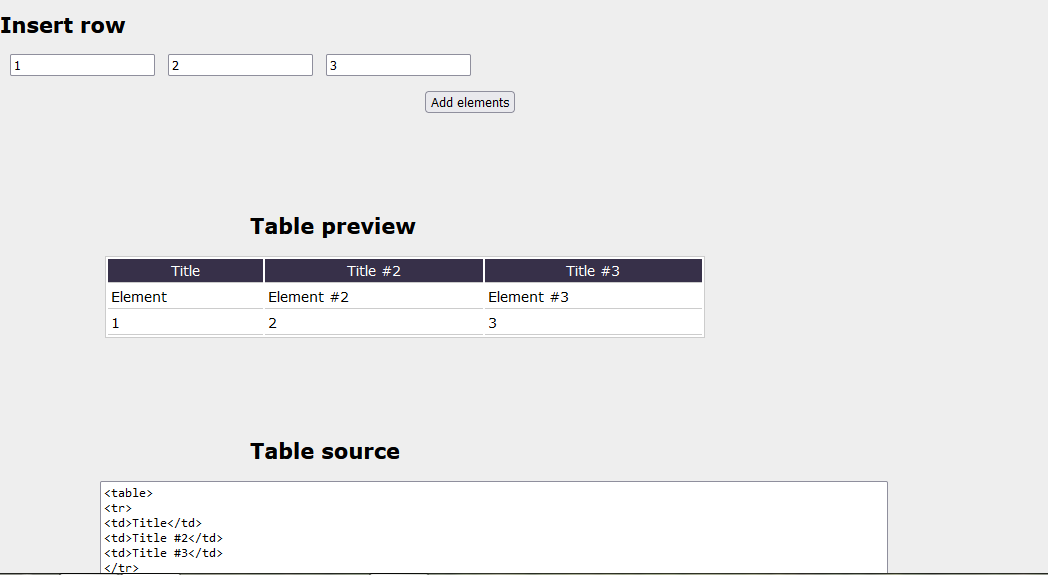 Insert row
1 2 3
Add elements
Table preview
Title Title #2 Title #3
Element Element #2 Element #3
1 2 3
Table source
<table>
<tr>
<td>Title</td>
<td>Title #2</td>
<td>Title #3</td>
</tr>